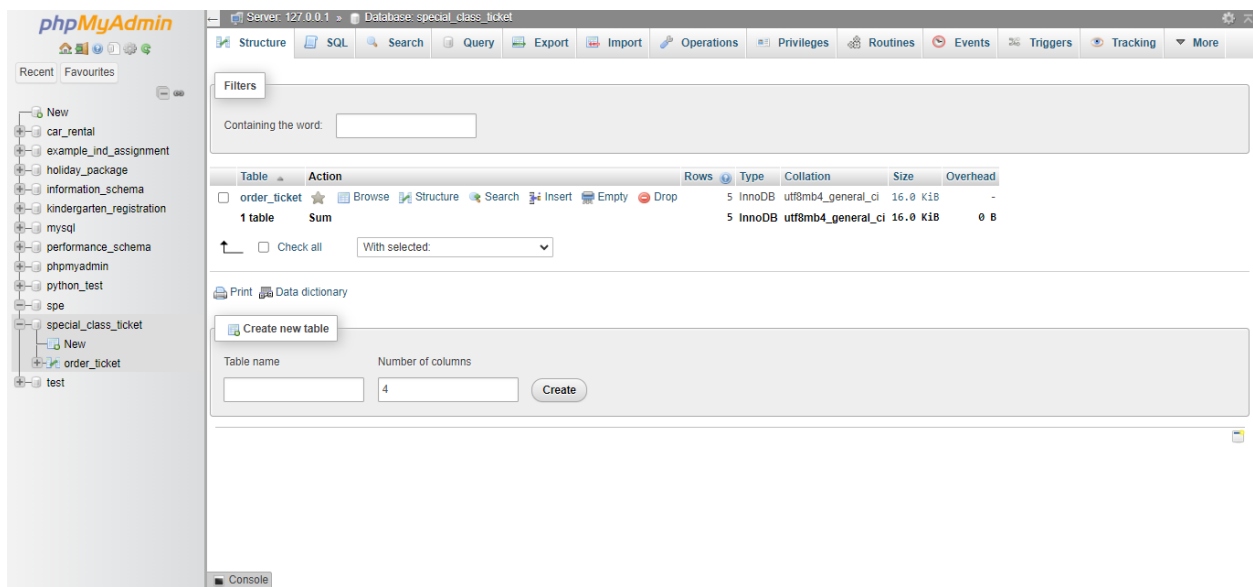 phpMyAdmin
Recent Favourites
New
car_rental
example_ind_assignment
holiday_package
information_schema
kindergarten_registration
mysql
performance_schema
phpmyadmin
python_test
spe
special_class_ticket
New
order_ticket
test
Server: 127.0.0.1 » Database: special_class_ticket
Structure SQL Search Query Export Import Operations Privileges Routines Events Triggers Tracking More
Filters
Containing the word:
Table Action Rows Type Collation Size Overhead
order_ticket Browse Structure Search Insert Empty Drop 5 InnoDB utf8mb4_general_ci 16.0 KiB -
1 table Sum 5 InnoDB utf8mb4_general_ci 16.0 KiB 0 B
Check all With selected:
Print Data dictionary
Create new table
Table name Number of columns
4 Create
Console